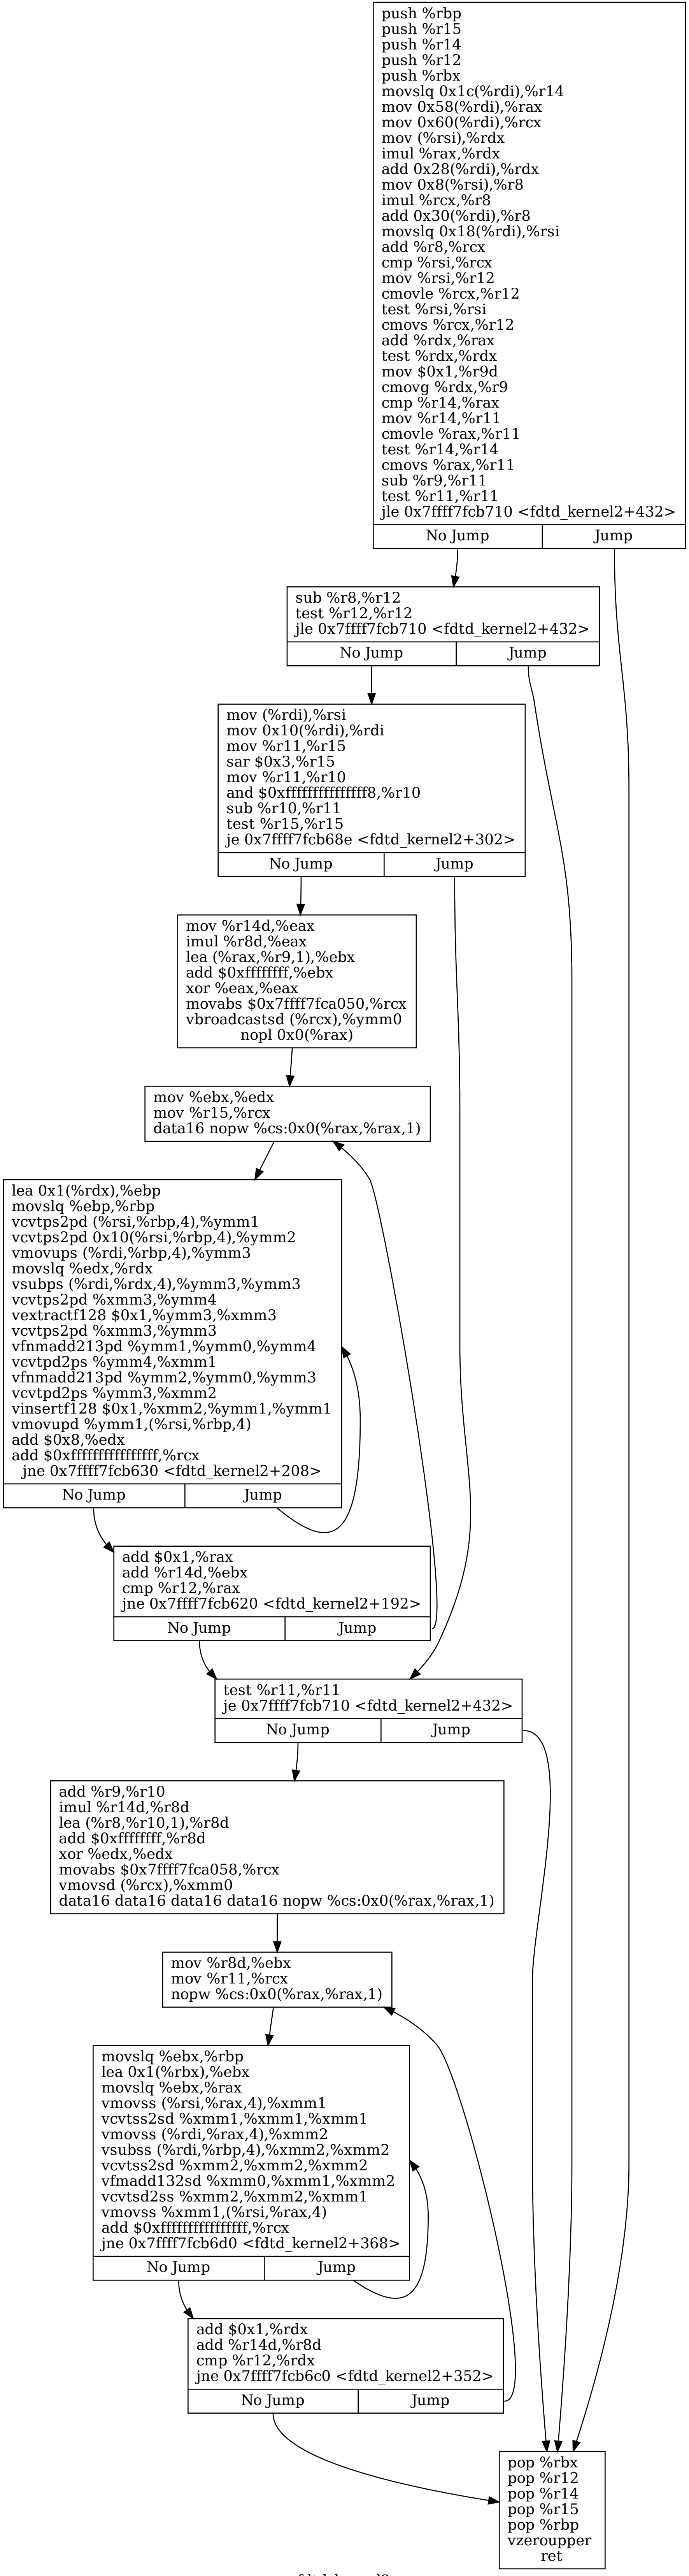 push %rbp
push %r15
push %r14
push %r12
push %rbx
movslq 0x1c(%rdi),%r14
mov 0x58(%rdi),%rax
mov 0x60(%rdi),%rcx
mov (%rsi),%rdx
imul %rax,%rdx
add 0x28(%rdi),%rdx
mov 0x8(%rsi),%r8
imul %rcx,%r8
add 0x30(%rdi),%r8
movslq 0x18(%rdi),%rsi
add %r8,%rcx
cmp %rsi,%rcx
mov %rsi,%r12
cmovle %rcx,%r12
test %rsi,%rsi
cmovs %rcx,%r12
add %rdx,%rax
test %rdx,%rdx
mov $0x1,%r9d
cmovg %rdx,%r9
cmp %r14,%rax
mov %r14,%r11
cmovle %rax,%r11
test %r14,%r14
cmovs %rax,%r11
sub %r9,%r11
test %r11,%r11
jle 0x7ffff7fcb710 <fdtd_kernel2+432>
No Jump Jump
sub %r8,%r12
test %r12,%r12
jle 0x7ffff7fcb710 <fdtd_kernel2+432>
No Jump Jump
mov (%rdi),%rsi
mov 0x10(%rdi),%rdi
mov %r11,%r15
sar $0x3,%r15
mov %r11,%r10
and $0xfffffffffffffff8,%r10
sub %r10,%r11
test %r15,%r15
je 0x7ffff7fcb68e <fdtd_kernel2+302>
No Jump Jump
mov %r14d,%eax
imul %r8d,%eax
lea (%rax,%r9,1),%ebx
add $0xffffffff,%ebx
xor %eax,%eax
movabs $0x7ffff7fca050,%rcx
vbroadcastsd (%rcx),%ymm0
nopl 0x0(%rax)
mov %ebx,%edx
mov %r15,%rcx
data16 nopw %cs:0x0(%rax,%rax,1)
lea 0x1(%rdx),%ebp
movslq %ebp,%rbp
vcvtps2pd (%rsi,%rbp,4),%ymm1
vcvtps2pd 0x10(%rsi,%rbp,4),%ymm2
vmovups (%rdi,%rbp,4),%ymm3
movslq %edx,%rdx
vsubps (%rdi,%rdx,4),%ymm3,%ymm3
vcvtps2pd %xmm3,%ymm4
vextractf128 $0x1,%ymm3,%xmm3
vcvtps2pd %xmm3,%ymm3
vfnmadd213pd %ymm1,%ymm0,%ymm4
vcvtpd2ps %ymm4,%xmm1
vfnmadd213pd %ymm2,%ymm0,%ymm3
vcvtpd2ps %ymm3,%xmm2
vinsertf128 $0x1,%xmm2,%ymm1,%ymm1
vmovupd %ymm1,(%rsi,%rbp,4)
add $0x8,%edx
add $0xffffffffffffffff,%rcx
jne 0x7ffff7fcb630 <fdtd_kernel2+208>
No Jump Jump
add $0x1,%rax
add %r14d,%ebx
cmp %r12,%rax
jne 0x7ffff7fcb620 <fdtd_kernel2+192>
No Jump Jump
test %r11,%r11
je 0x7ffff7fcb710 <fdtd_kernel2+432>
No Jump Jump
add %r9,%r10
imul %r14d,%r8d
lea (%r8,%r10,1),%r8d
add $0xffffffff,%r8d
xor %edx,%edx
movabs $0x7ffff7fca058,%rcx
vmovsd (%rcx),%xmm0
data16 data16 data16 data16 nopw %cs:0x0(%rax,%rax,1)
mov %r8d,%ebx
mov %r11,%rcx
nopw %cs:0x0(%rax,%rax,1)
movslq %ebx,%rbp
lea 0x1(%rbx),%ebx
movslq %ebx,%rax
vmovss (%rsi,%rax,4),%xmm1
vcvtss2sd %xmm1,%xmm1,%xmm1
vmovss (%rdi,%rax,4),%xmm2
vsubss (%rdi,%rbp,4),%xmm2,%xmm2
vcvtss2sd %xmm2,%xmm2,%xmm2
vfmadd132sd %xmm0,%xmm1,%xmm2
vcvtsd2ss %xmm2,%xmm2,%xmm1
vmovss %xmm1,(%rsi,%rax,4)
add $0xffffffffffffffff,%rcx
jne 0x7ffff7fcb6d0 <fdtd_kernel2+368>
No Jump Jump
add $0x1,%rdx
add %r14d,%r8d
cmp %r12,%rdx
jne 0x7ffff7fcb6c0 <fdtd_kernel2+352>
No Jump Jump
pop %rbx
pop %r12
pop %r14
pop %r15
pop %rbp
vzeroupper
ret